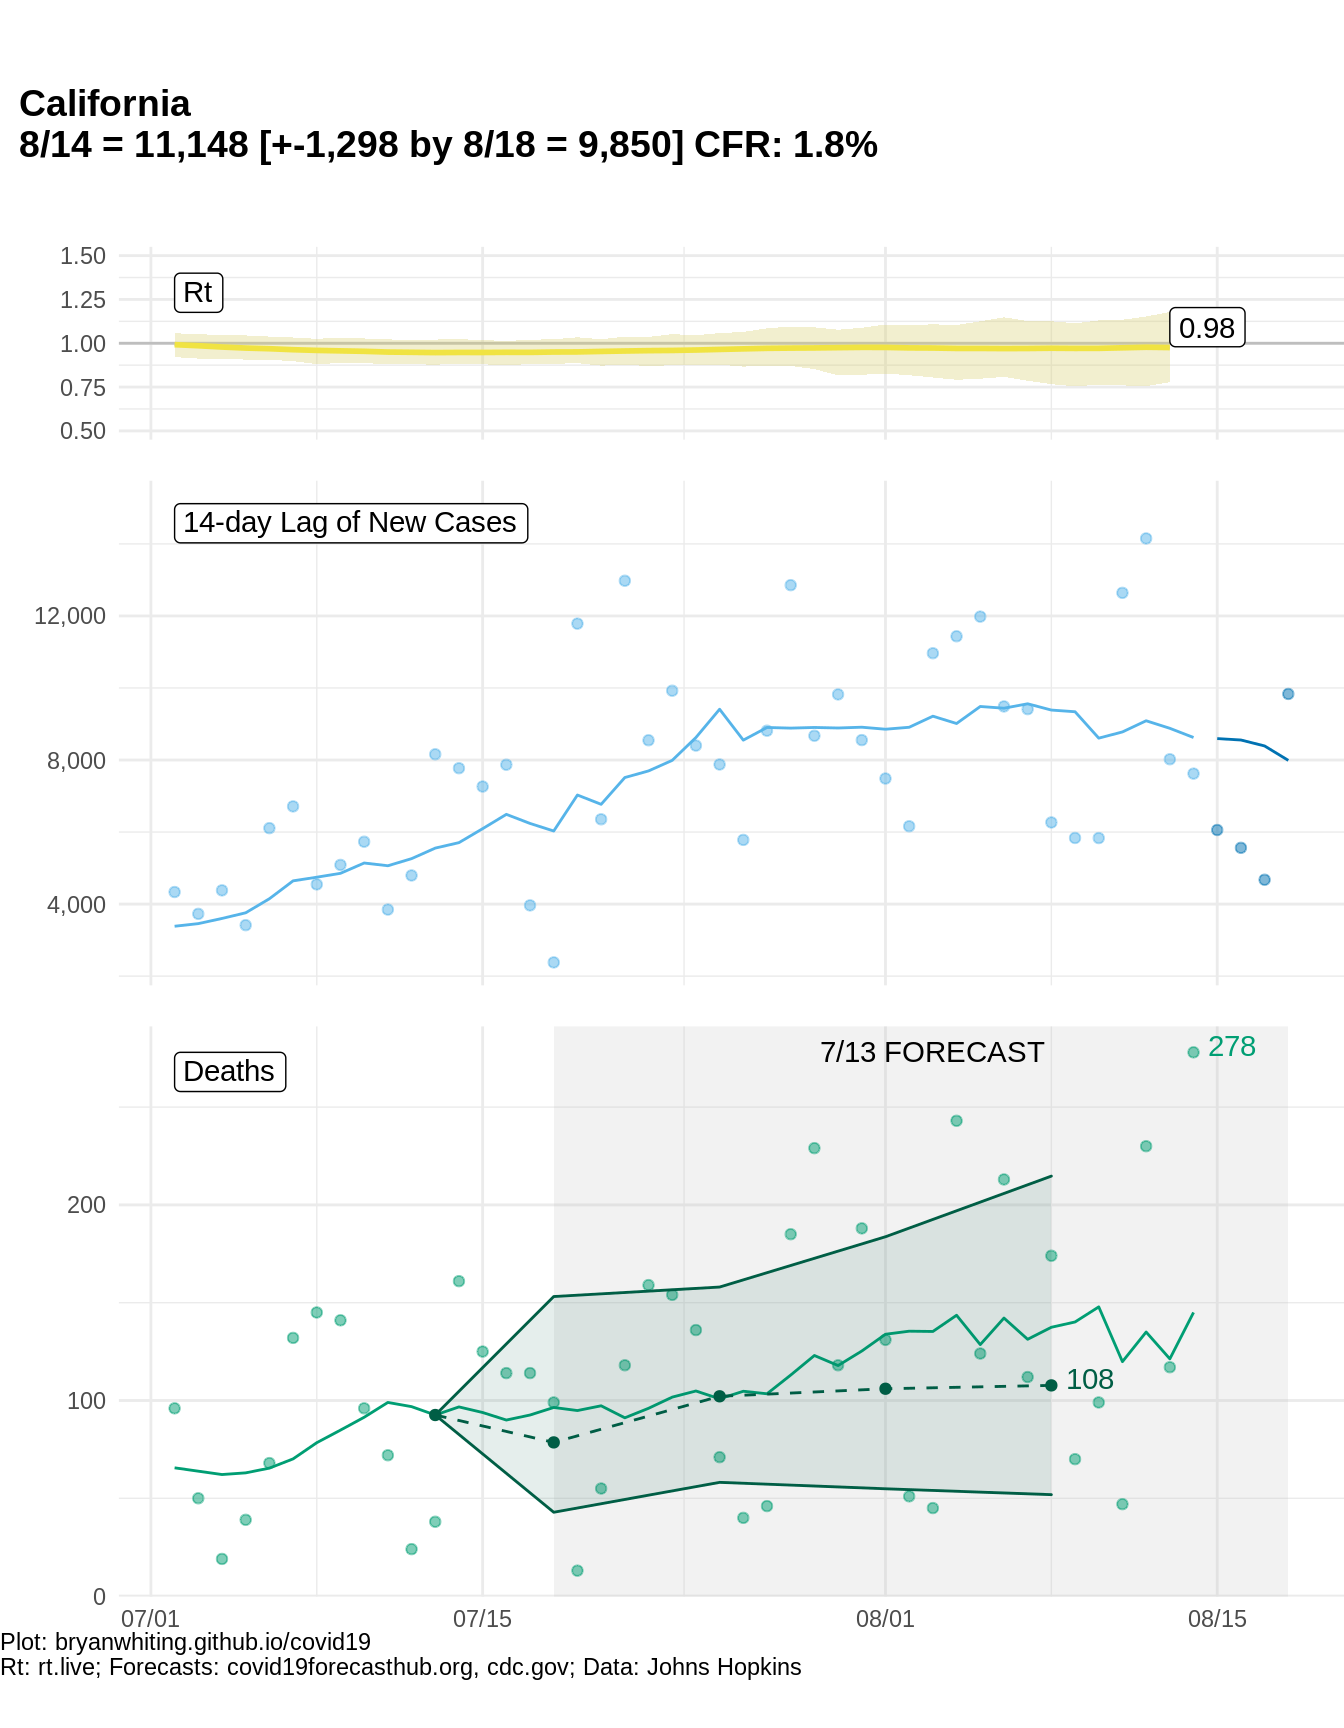 California
8/14 = 11,148 [+-1,298 by 8/18 = 9,850] CFR: 1.8%
1.50
Rt
1.25
0.98
1.00
0.75
0.50
14-day Lag of New Cases
12,000
8,000
4,000
7/13 FORECAST
278
Deaths
200
108
100
0
07/01 07/15 08/01 08/15
Plot: bryanwhiting.github.io/covid19
Rt: rt.live; Forecasts: covid19forecasthub.org, cdc.gov; Data: Johns Hopkins